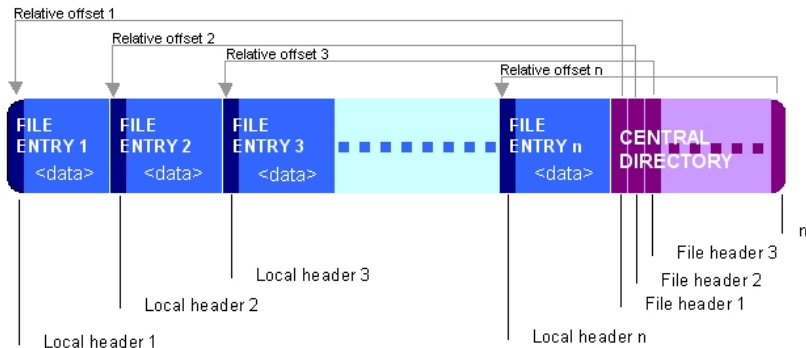 Relative offset 1
Relative offset 2
Relative offset 3
Relative offset n
FILE
ENTRY 1
<data>
FILE
ENTRY 2
<data>
FILE
ENTRY 3
<data>
FILE
ENTRY n
<data>
CENTRAL
DIRECTORY
n
File header 3
File header 2
File header 1
Local header 3
Local header 2
Local header 1
Local header n